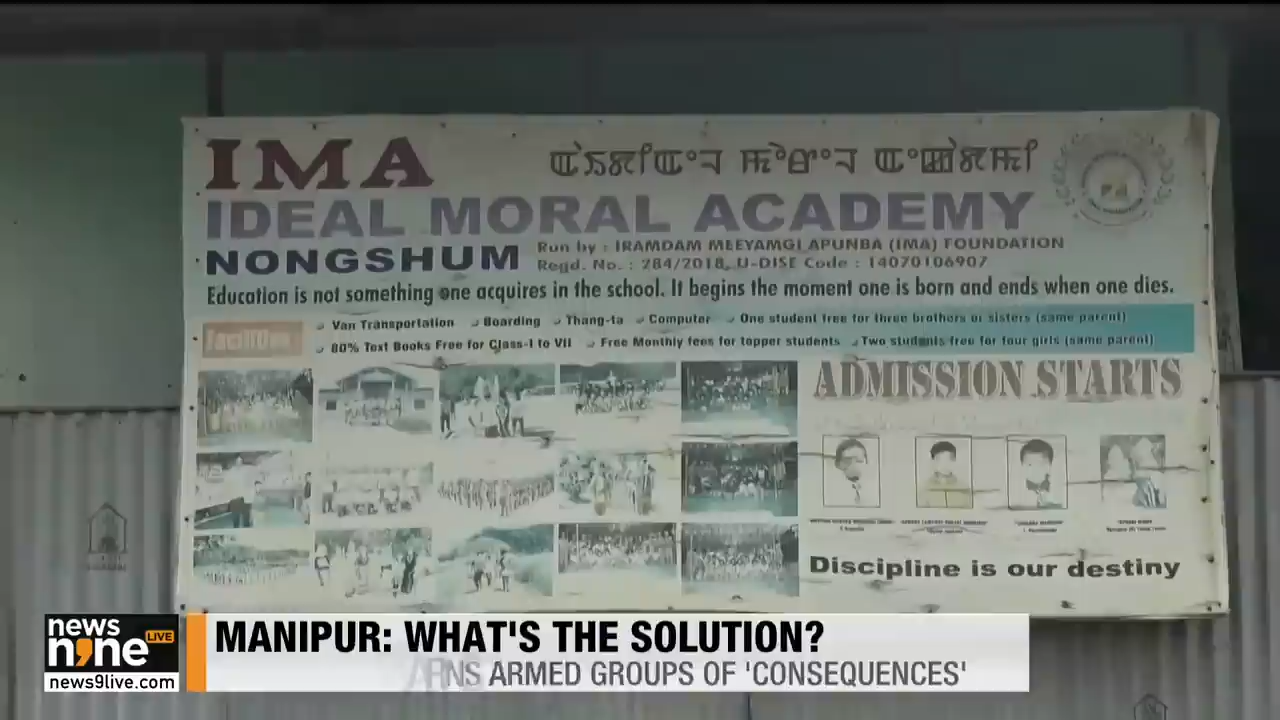 IMA
ꯑꯥꯏꯗꯤꯑꯦꯜ ꯃꯣꯔꯦꯜ ꯑꯦꯀꯥꯗꯃꯤ
IDEAL MORAL ACADEMY
NONGSHUM
Run by : IRAMDAM MEEYAMGI APUNBA (IMA) FOUNDATION
Regd. No. : 284/2018, U-DISE Code : 14070106907
Education is not something one acquires in the school. It begins the moment one is born and ends when one dies.
Facilities
Van Transportation Boarding Thang-ta Computer One student free for three brothers or sisters (same parent)
80% Text Books Free for Class-I to VII Free Monthly fees for topper students Two students free for four girls (same parent)
ADMISSION STARTS
Discipline is our destiny
news
n9ne LIVE
news9live.com
MANIPUR: WHAT'S THE SOLUTION?
ARMED GROUPS OF 'CONSEQUENCES'